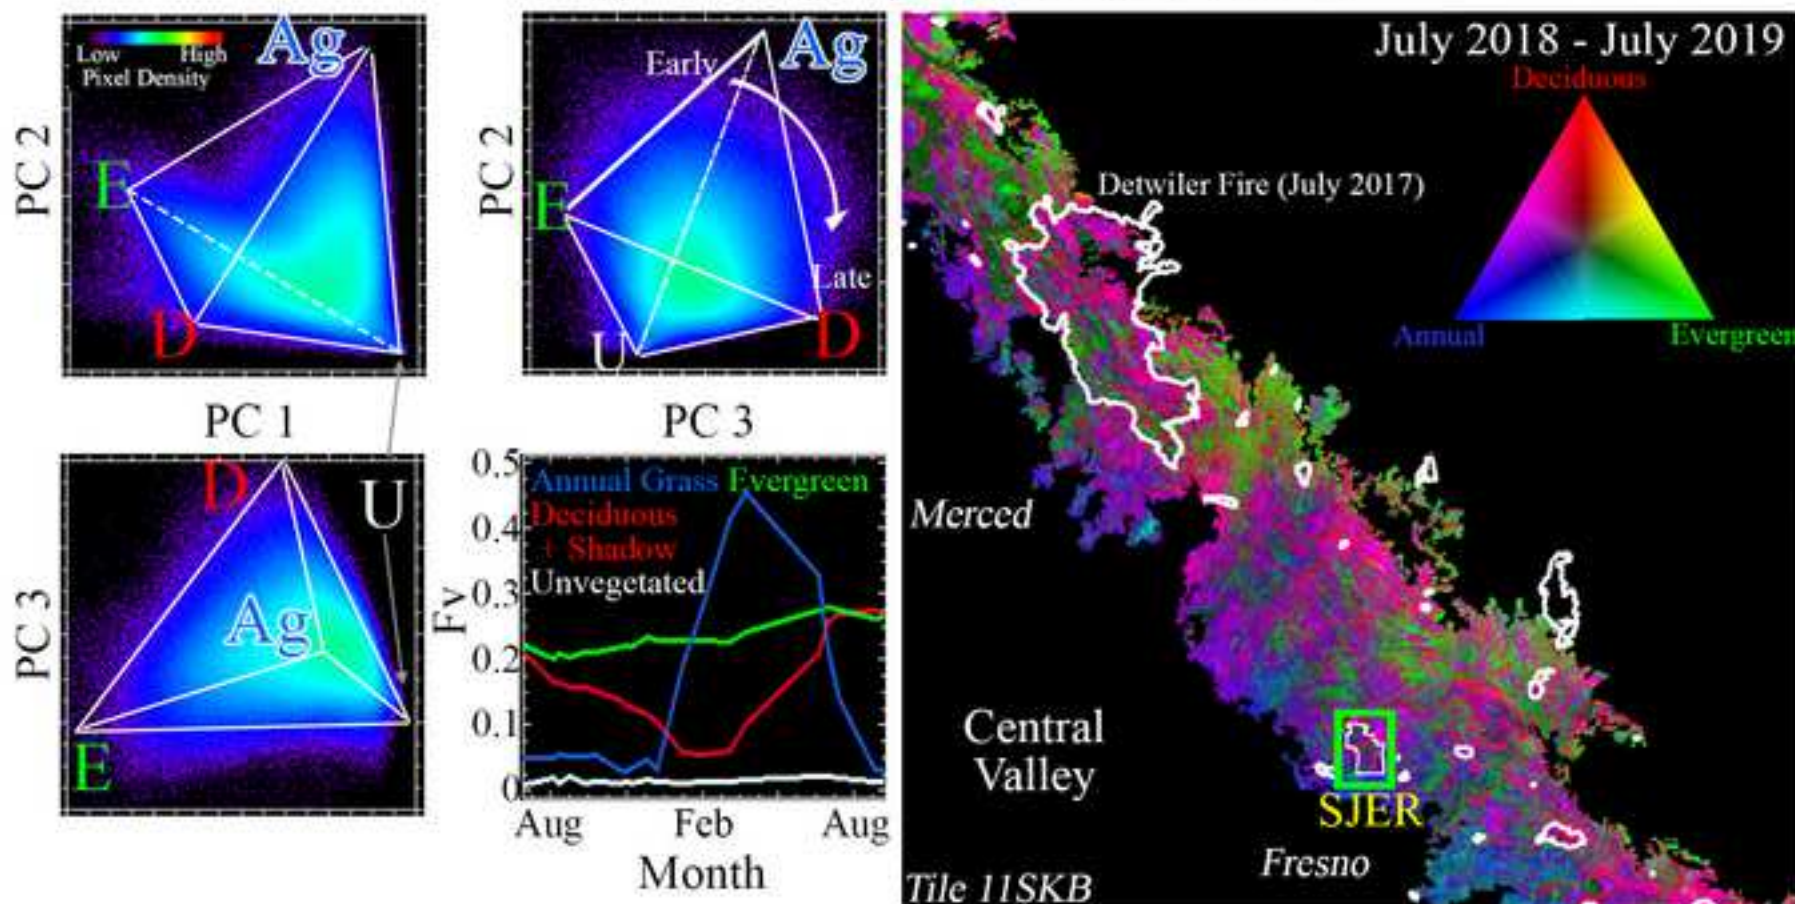 Low High
Pixel Density
Ag
E
D
PC 2
PC 1
Early
Ag
E
Late
U
D
PC 2
PC 3
D
U
Ag
E
PC 3
0.5
0.4
0.3
0.2
0.1
0
Fv
Annual Grass Evergreen
Deciduous
+ Shadow
Unvegetated
Aug Feb Aug
Month
July 2018 - July 2019
Deciduous
Annual Evergreen
Detwiler Fire (July 2017)
Merced
Central
Valley
SJER
Fresno
Tile 11SKB